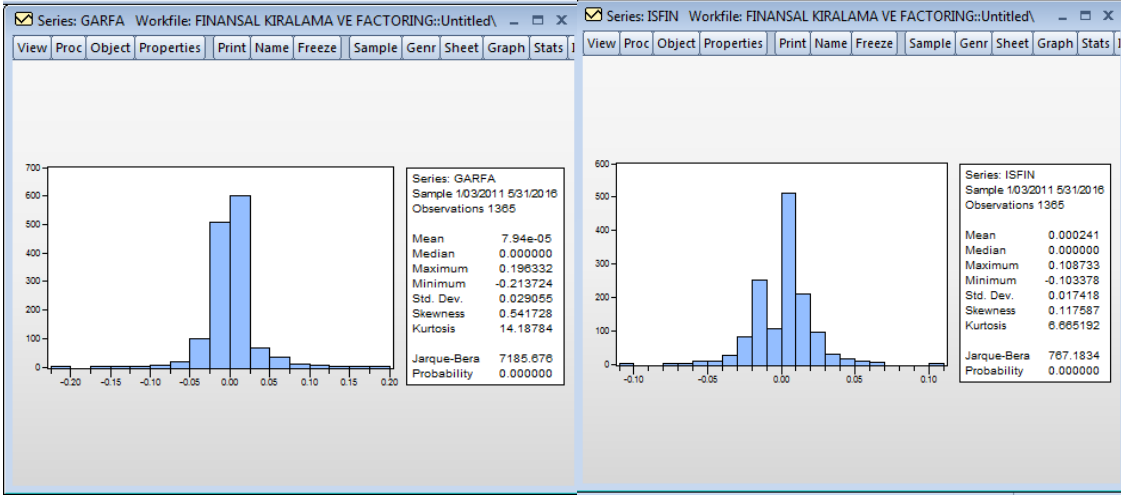 Series: GARFA Workfile: FINANSAL KIRALAMA VE FACTORING::Untitled\
View Proc Object Properties Print Name Freeze Sample Genr Sheet Graph Stats
700
600
500
400
300
200
100
0
-0.20 -0.15 -0.10 -0.05 0.00 0.05 0.10 0.15 0.20
Series: GARFA
Sample 1/03/2011 5/31/2016
Observations 1365
Mean 7.94e-05
Median 0.000000
Maximum 0.196332
Minimum -0.213724
Std. Dev. 0.029055
Skewness 0.541728
Kurtosis 14.18784
Jarque-Bera 7185.676
Probability 0.000000
Series: ISFIN Workfile: FINANSAL KIRALAMA VE FACTORING::Untitled\
View Proc Object Properties Print Name Freeze Sample Genr Sheet Graph Stats
600
500
400
300
200
100
0
-0.10 -0.05 0.00 0.05 0.10
Series: ISFIN
Sample 1/03/2011 5/31/2016
Observations 1365
Mean 0.000241
Median 0.000000
Maximum 0.108733
Minimum -0.103378
Std. Dev. 0.017418
Skewness 0.117587
Kurtosis 6.665192
Jarque-Bera 767.1834
Probability 0.000000